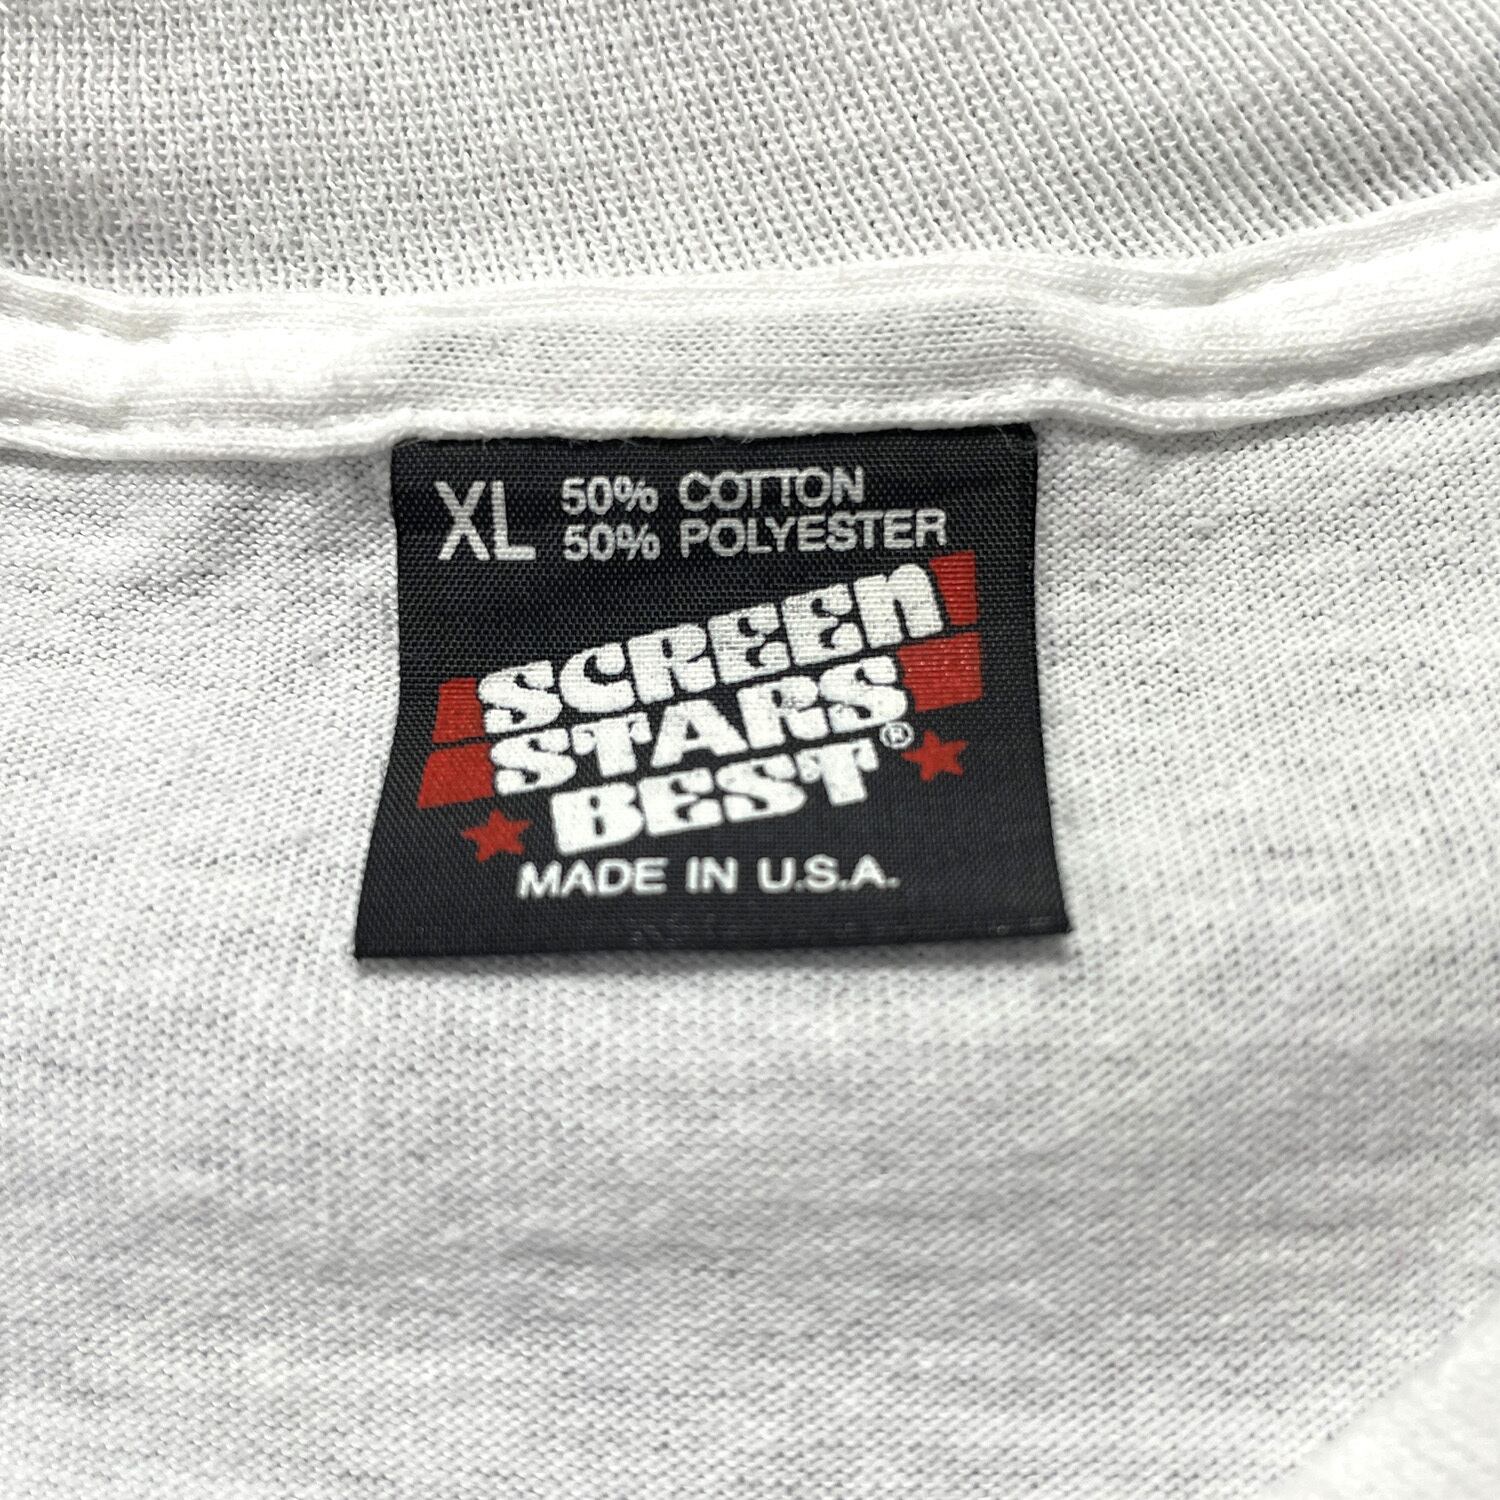 XL 50% COTTON
50% POLYESTER
SCREEN
STARS
BEST®
MADE IN U.S.A.